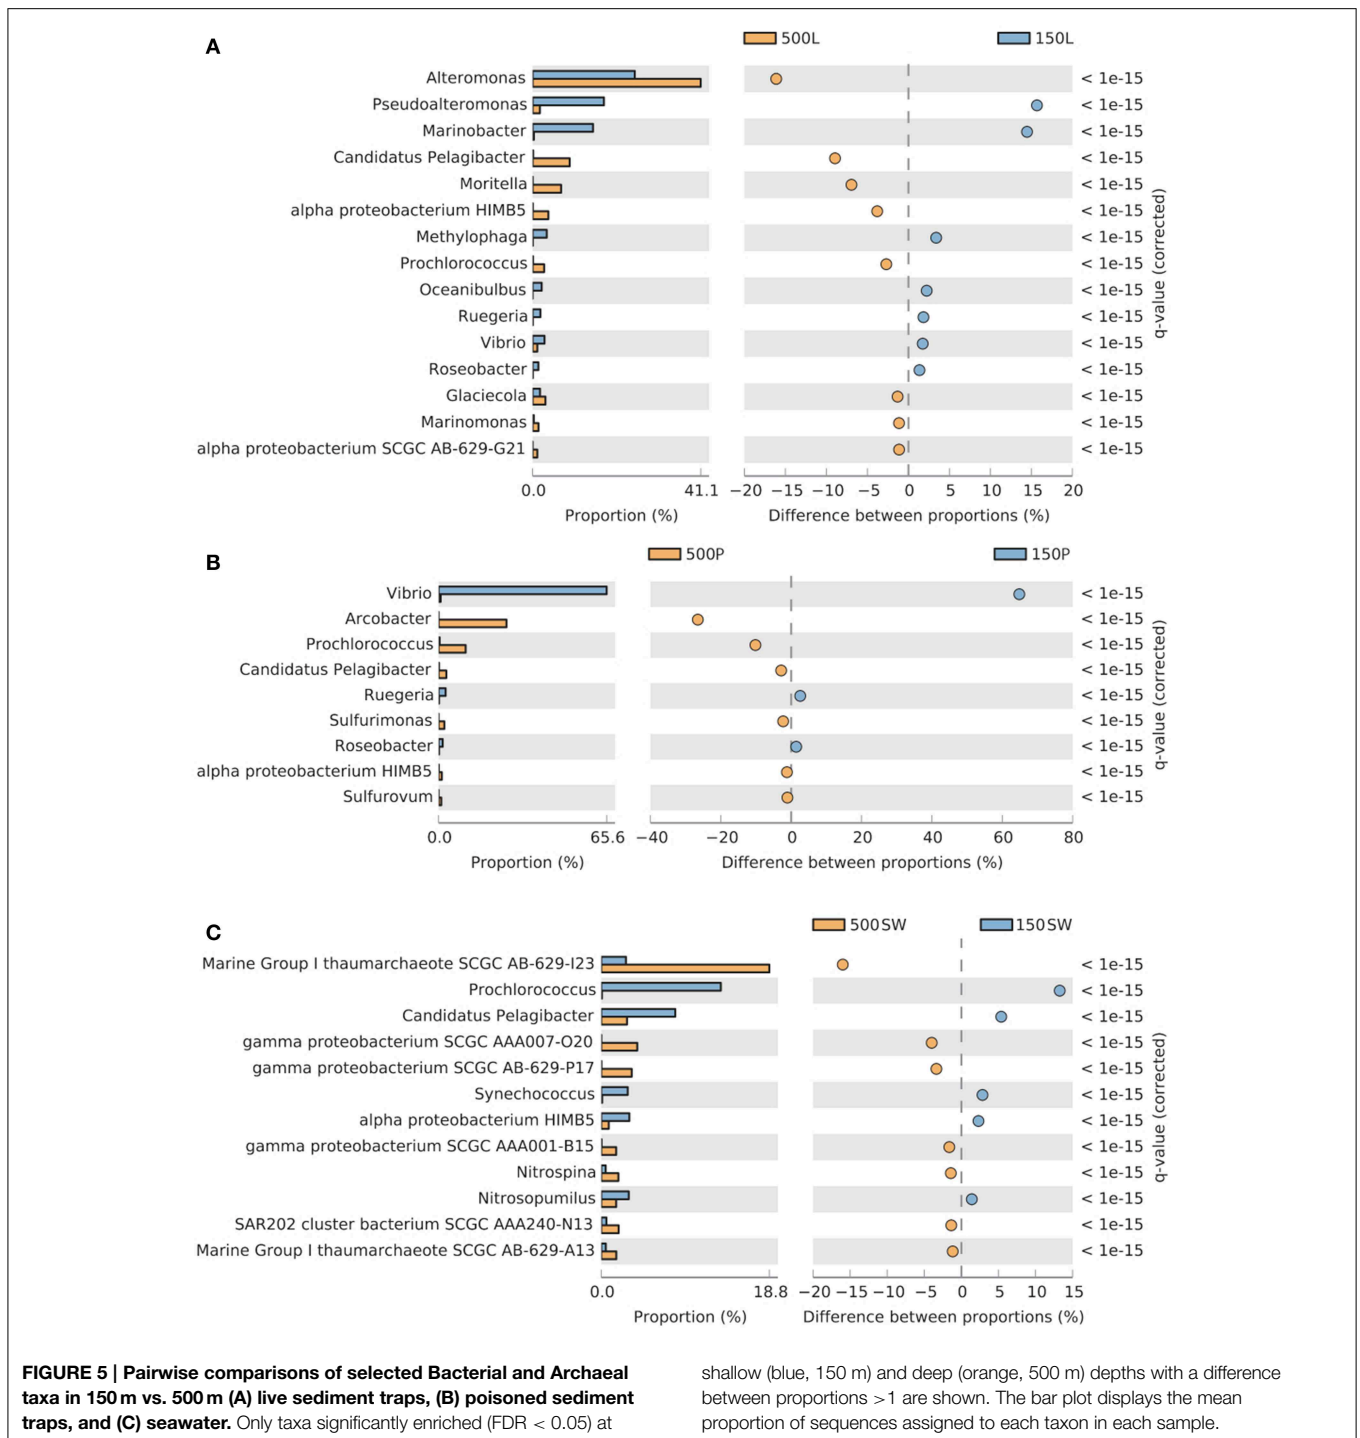 A
500L 150L
Alteromonas < 1e-15
Pseudoalteromonas < 1e-15
Marinobacter < 1e-15
Candidatus Pelagibacter < 1e-15
Moritella < 1e-15
alpha proteobacterium HIMB5 < 1e-15
Methylophaga < 1e-15
Prochlorococcus < 1e-15
Oceanibulbus < 1e-15
Ruegeria < 1e-15
Vibrio < 1e-15
Roseobacter < 1e-15
Glaciecola < 1e-15
Marinomonas < 1e-15
alpha proteobacterium SCGC AB-629-G21 < 1e-15
q-value (corrected)
0.0 41.1 −20 −15 −10 −5 0 5 10 15 20
Proportion (%) Difference between proportions (%)
B
500P 150P
Vibrio < 1e-15
Arcobacter < 1e-15
Prochlorococcus < 1e-15
Candidatus Pelagibacter < 1e-15
Ruegeria < 1e-15
Sulfurimonas < 1e-15
Roseobacter < 1e-15
alpha proteobacterium HIMB5 < 1e-15
Sulfurovum < 1e-15
q-value (corrected)
0.0 65.6 −40 −20 0 20 40 60 80
Proportion (%) Difference between proportions (%)
C
500SW 150SW
Marine Group I thaumarchaeote SCGC AB-629-I23 < 1e-15
Prochlorococcus < 1e-15
Candidatus Pelagibacter < 1e-15
gamma proteobacterium SCGC AAA007-O20 < 1e-15
gamma proteobacterium SCGC AB-629-P17 < 1e-15
Synechococcus < 1e-15
alpha proteobacterium HIMB5 < 1e-15
gamma proteobacterium SCGC AAA001-B15 < 1e-15
Nitrospina < 1e-15
Nitrosopumilus < 1e-15
SAR202 cluster bacterium SCGC AAA240-N13 < 1e-15
Marine Group I thaumarchaeote SCGC AB-629-A13 < 1e-15
q-value (corrected)
0.0 18.8 −20 −15 −10 −5 0 5 10 15
Proportion (%) Difference between proportions (%)
FIGURE 5 | Pairwise comparisons of selected Bacterial and Archaeal
taxa in 150 m vs. 500 m (A) live sediment traps, (B) poisoned sediment
traps, and (C) seawater. Only taxa significantly enriched (FDR < 0.05) at
shallow (blue, 150 m) and deep (orange, 500 m) depths with a difference
between proportions >1 are shown. The bar plot displays the mean
proportion of sequences assigned to each taxon in each sample.